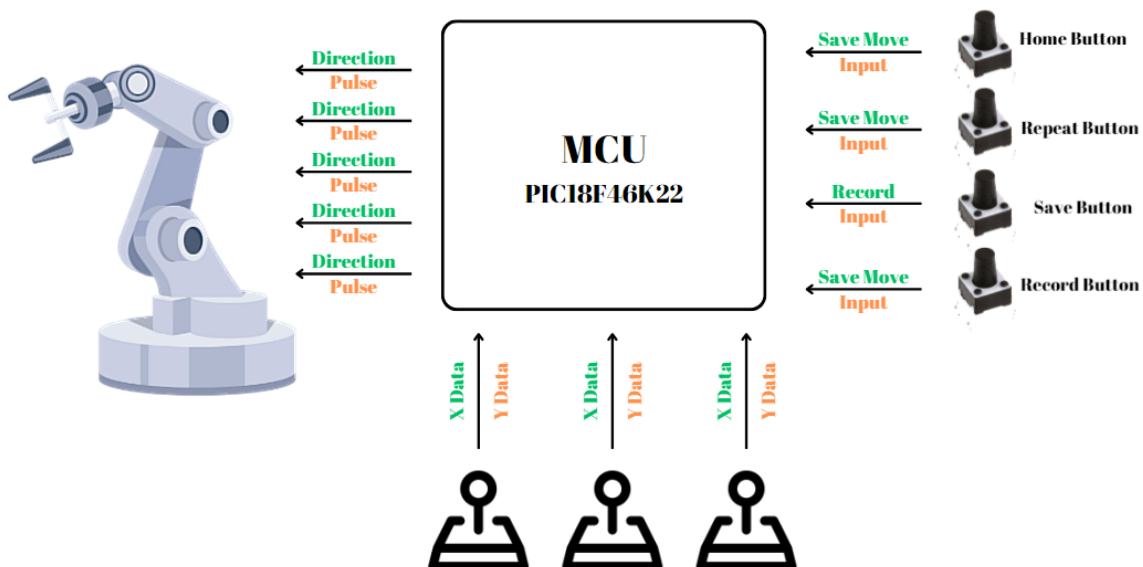 Direction
Pulse
Direction
Pulse
Direction
Pulse
Direction
Pulse
Direction
Pulse
MCU
PIC18F46K22
Save Move
Input
Home Button
Save Move
Input
Repeat Button
Record
Input
Save Button
Save Move
Input
Record Button
X Data
Y Data
X Data
Y Data
X Data
Y Data